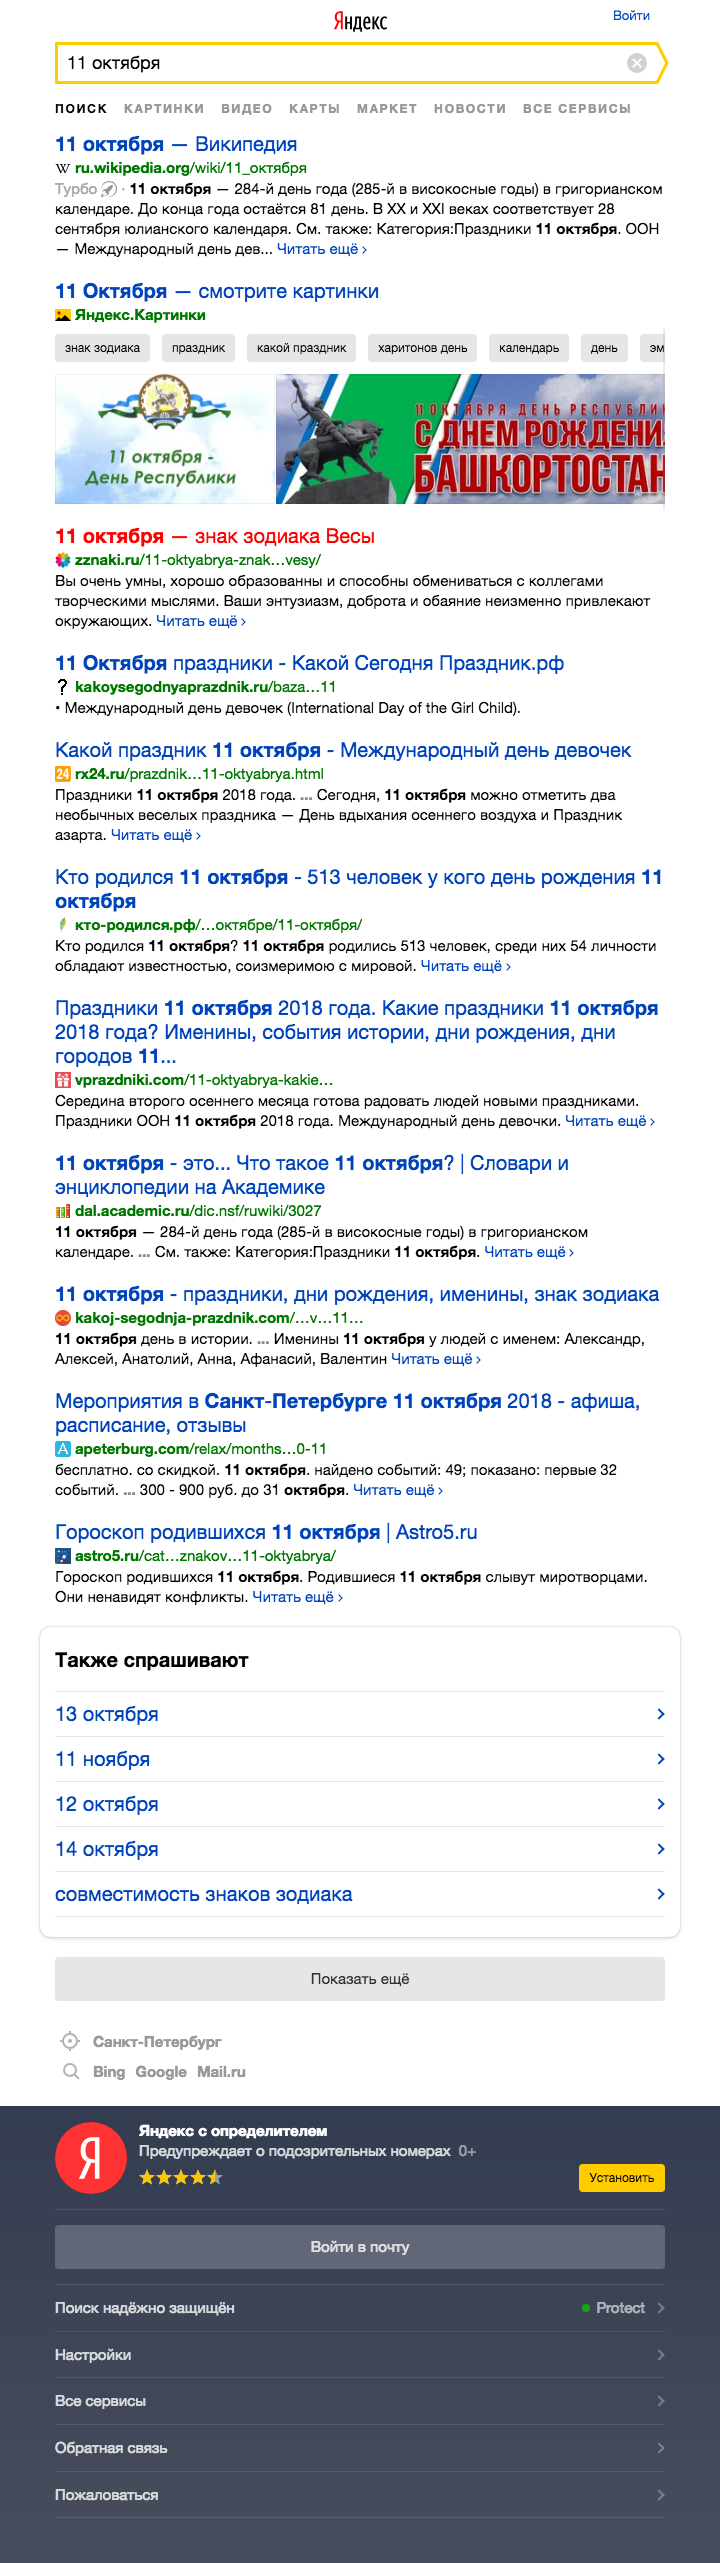 Яндекс
Войти
11 октября
ПОИСК КАРТИНКИ ВИДЕО КАРТЫ МАРКЕТ НОВОСТИ ВСЕ СЕРВИСЫ
11 октября — Википедия
W ru.wikipedia.org/wiki/11_октября
Турбо · 11 октября — 284-й день года (285-й в високосные годы) в григорианском
календаре. До конца года остаётся 81 день. В XX и XXI веках соответствует 28
сентября юлианского календаря. См. также: Категория:Праздники 11 октября. ООН
— Международный день дев... Читать ещё ›
11 Октября — смотрите картинки
Яндекс.Картинки
знак зодиака праздник какой праздник харитонов день календарь день эм
11 октября -
День Республики
11 ОКТЯБРЯ ДЕНЬ РЕСПУБЛИК
С ДНЕМ РОЖДЕНИ
БАШКОРТОСТАН
11 октября — знак зодиака Весы
zznaki.ru/11-oktyabrya-znak…vesy/
Вы очень умны, хорошо образованны и способны обмениваться с коллегами
творческими мыслями. Ваши энтузиазм, доброта и обаяние неизменно привлекают
окружающих. Читать ещё ›
11 Октября праздники - Какой Сегодня Праздник.рф
? kakoysegodnyaprazdnik.ru/baza…11
• Международный день девочек (International Day of the Girl Child).
Какой праздник 11 октября - Международный день девочек
24 rx24.ru/prazdnik…11-oktyabrya.html
Праздники 11 октября 2018 года. ... Сегодня, 11 октября можно отметить два
необычных веселых праздника — День вдыхания осеннего воздуха и Праздник
азарта. Читать ещё ›
Кто родился 11 октября - 513 человек у кого день рождения 11
октября
кто-родился.рф/…октябре/11-октября/
Кто родился 11 октября? 11 октября родились 513 человек, среди них 54 личности
обладают известностью, соизмеримою с мировой. Читать ещё ›
Праздники 11 октября 2018 года. Какие праздники 11 октября
2018 года? Именины, события истории, дни рождения, дни
городов 11...
vprazdniki.com/11-oktyabrya-kakie…
Середина второго осеннего месяца готова радовать людей новыми праздниками.
Праздники ООН 11 октября 2018 года. Международный день девочки. Читать ещё ›
11 октября - это... Что такое 11 октября? | Словари и
энциклопедии на Академике
dal.academic.ru/dic.nsf/ruwiki/3027
11 октября — 284-й день года (285-й в високосные годы) в григорианском
календаре. ... См. также: Категория:Праздники 11 октября. Читать ещё ›
11 октября - праздники, дни рождения, именины, знак зодиака
kakoj-segodnja-prazdnik.com/…v…11…
11 октября день в истории. ... Именины 11 октября у людей с именем: Александр,
Алексей, Анатолий, Анна, Афанасий, Валентин Читать ещё ›
Мероприятия в Санкт-Петербурге 11 октября 2018 - афиша,
расписание, отзывы
A apeterburg.com/relax/months…0-11
бесплатно. со скидкой. 11 октября. найдено событий: 49; показано: первые 32
событий. ... 300 - 900 руб. до 31 октября. Читать ещё ›
Гороскоп родившихся 11 октября | Astro5.ru
astro5.ru/cat…znakov…11-oktyabrya/
Гороскоп родившихся 11 октября. Родившиеся 11 октября слывут миротворцами.
Они ненавидят конфликты. Читать ещё ›
Также спрашивают
13 октября
11 ноября
12 октября
14 октября
совместимость знаков зодиака
Показать ещё
Санкт-Петербург
Bing Google Mail.ru
Я
Яндекс с определителем
Предупреждает о подозрительных номерах 0+
Установить
Войти в почту
Поиск надёжно защищён Protect
Настройки
Все сервисы
Обратная связь
Пожаловаться